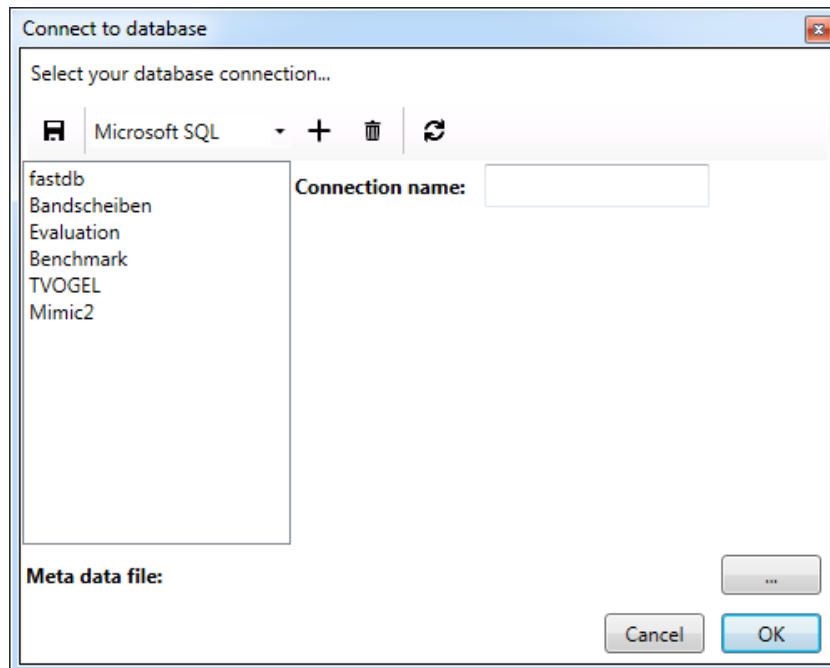 Connect to database
Select your database connection...
Microsoft SQL
fastdb
Bandscheiben
Evaluation
Benchmark
TVOGEL
Mimic2
Connection name:
Meta data file:
...
Cancel
OK